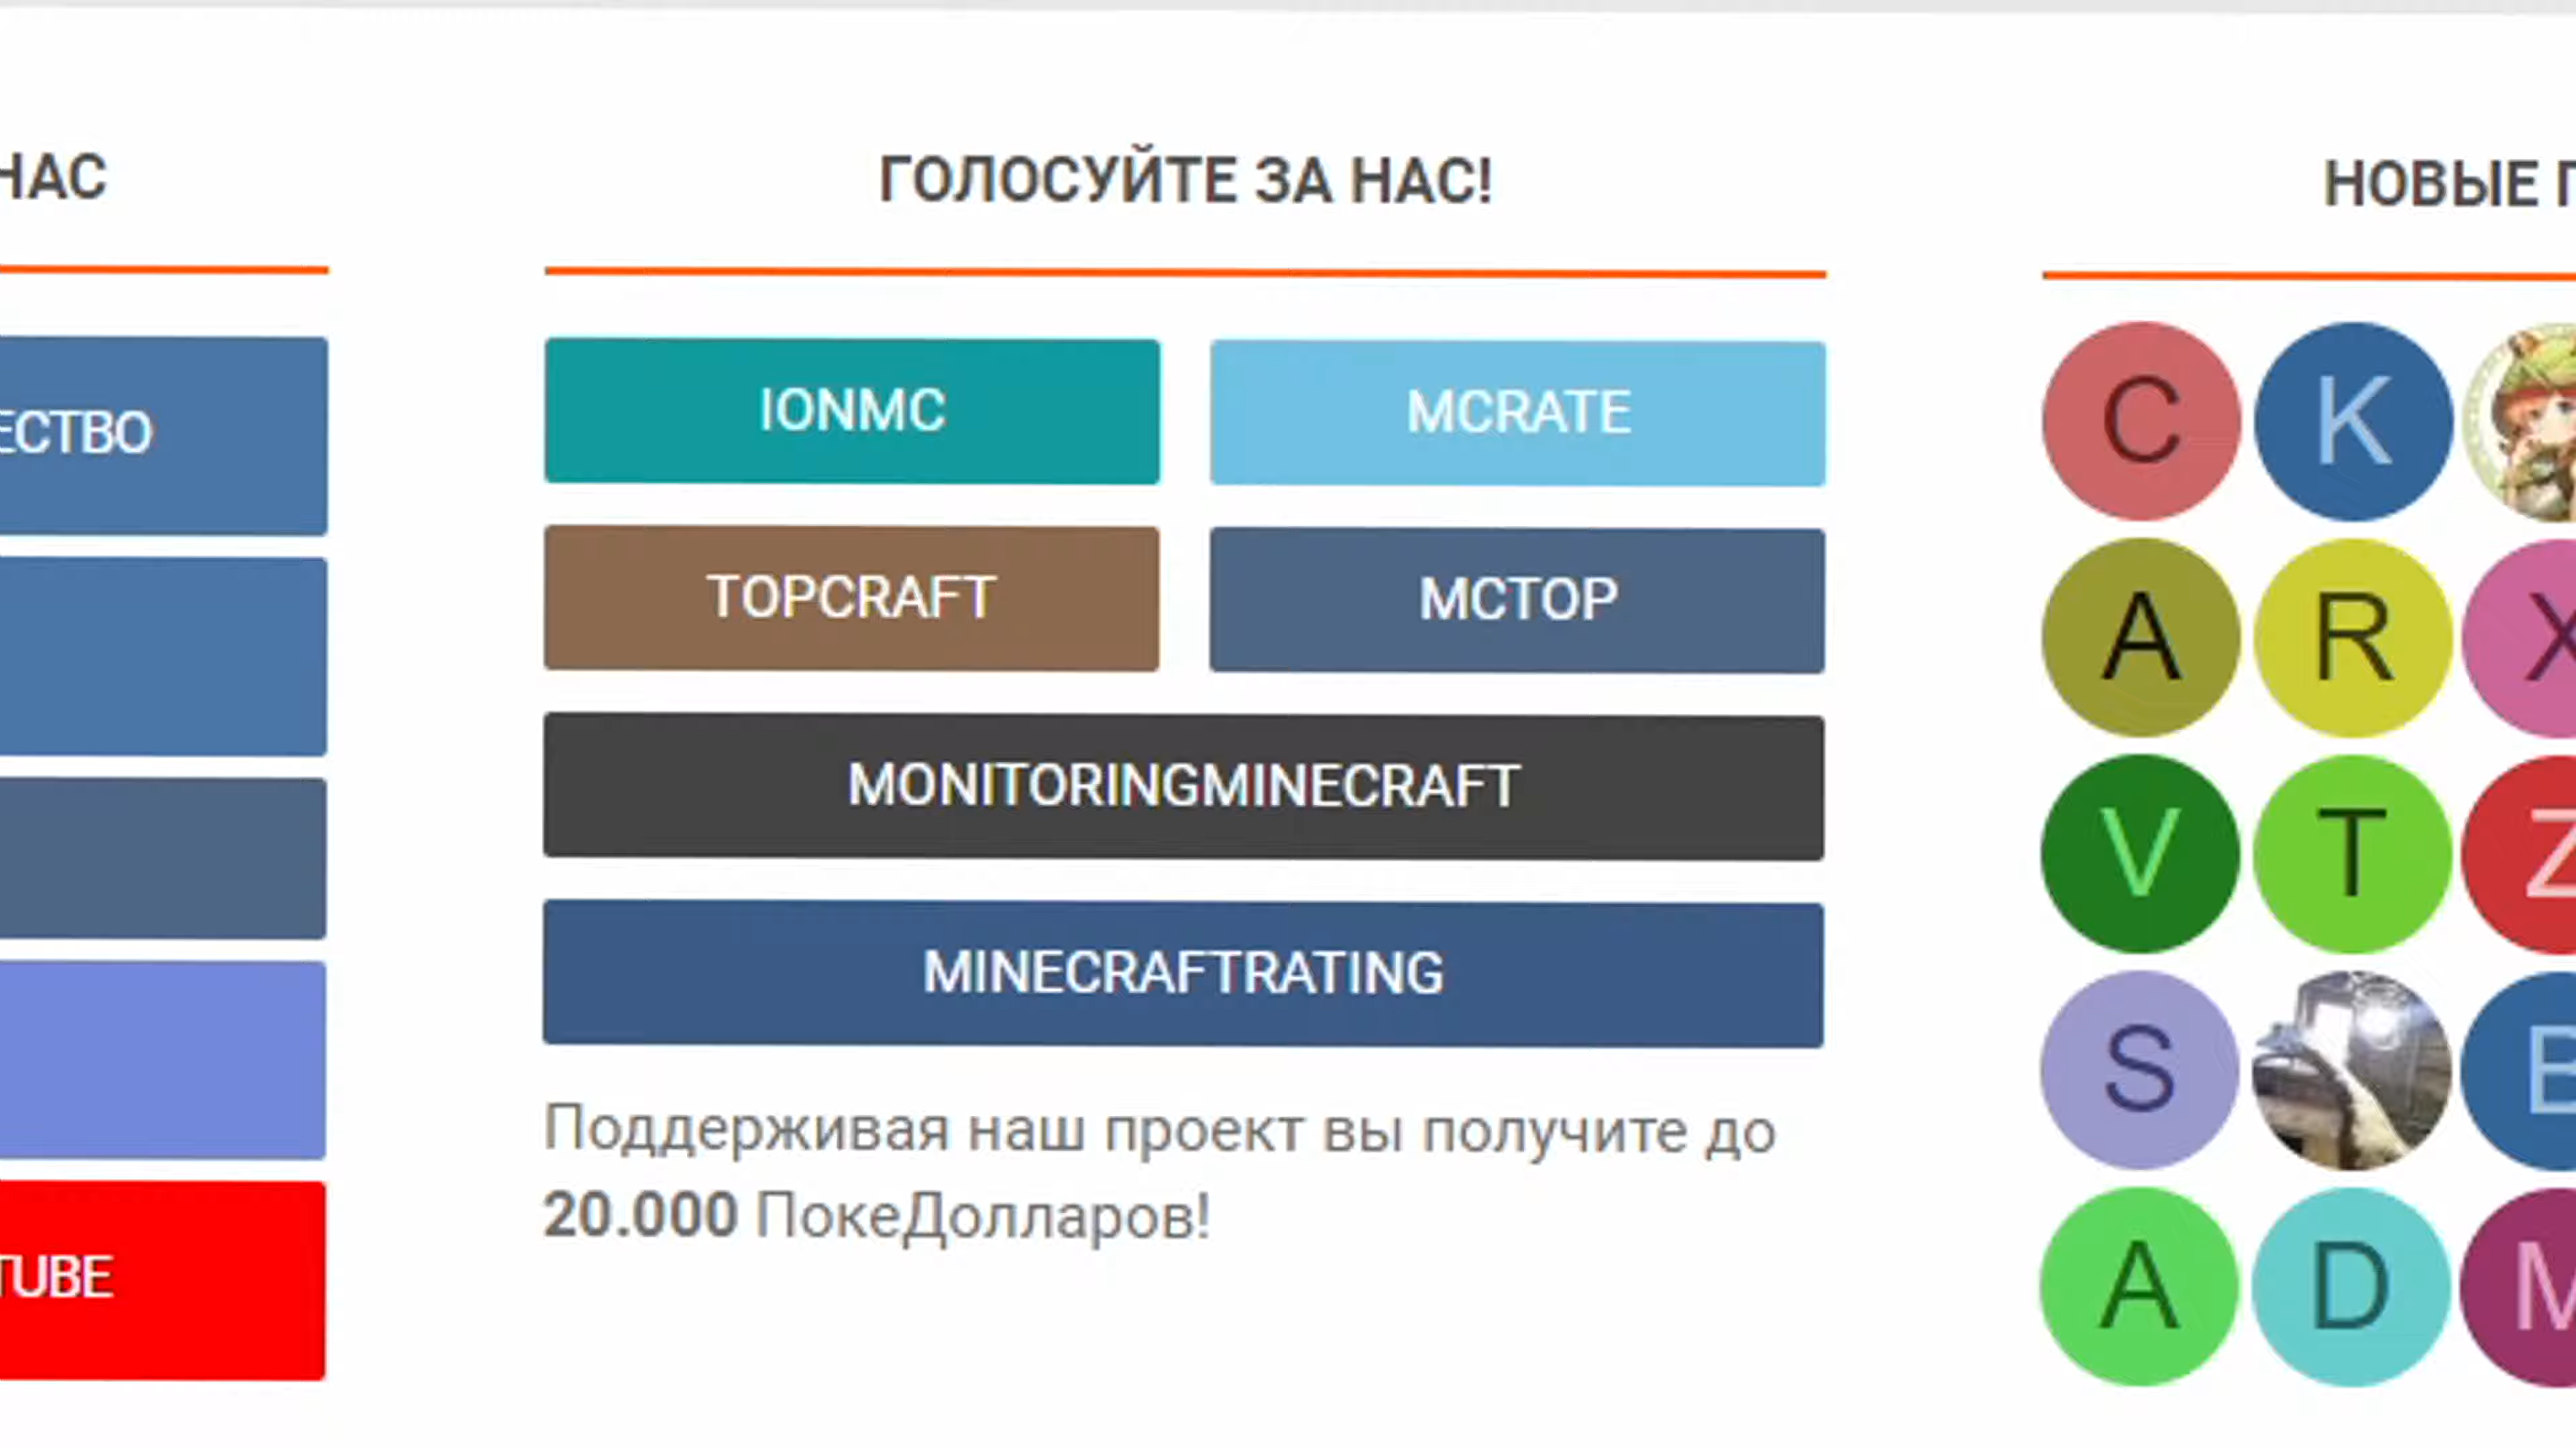 НАС
ЕСТВО
TUBE
ГОЛОСУЙТЕ ЗА НАС!
IONMC
MCRATE
TOPCRAFT
MCTOP
MONITORINGMINECRAFT
MINECRAFTRATING
Поддерживая наш проект вы получите до
20.000 ПокеДолларов!
НОВЫЕ
C K
A R X
V T Z
S B
A D M